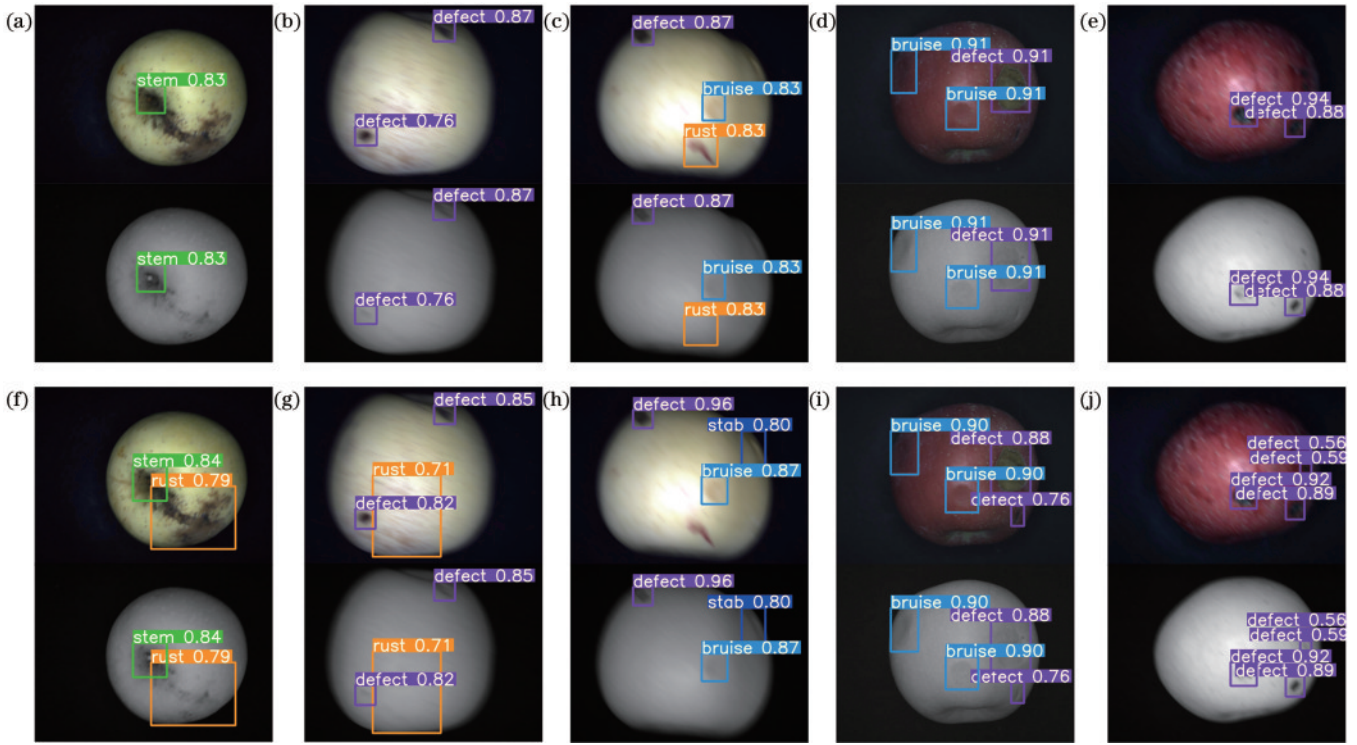 (a)
stem 0.83
stem 0.83
(b)
defect 0.87
defect 0.76
defect 0.87
defect 0.76
(c)
defect 0.87
bruise 0.83
rust 0.83
defect 0.87
bruise 0.83
rust 0.83
(d)
bruise 0.91
defect 0.91
bruise 0.91
bruise 0.91
defect 0.91
bruise 0.91
(e)
defect 0.94
defect 0.88
defect 0.94
defect 0.88
(f)
stem 0.84
rust 0.79
stem 0.84
rust 0.79
(g)
defect 0.85
rust 0.71
defect 0.82
defect 0.85
rust 0.71
defect 0.82
(h)
defect 0.96
stab 0.80
bruise 0.87
defect 0.96
stab 0.80
bruise 0.87
(i)
bruise 0.90
defect 0.88
bruise 0.90
defect 0.76
bruise 0.90
defect 0.88
bruise 0.90
defect 0.76
(j)
defect 0.56
defect 0.59
defect 0.92
defect 0.89
defect 0.56
defect 0.59
defect 0.92
defect 0.89